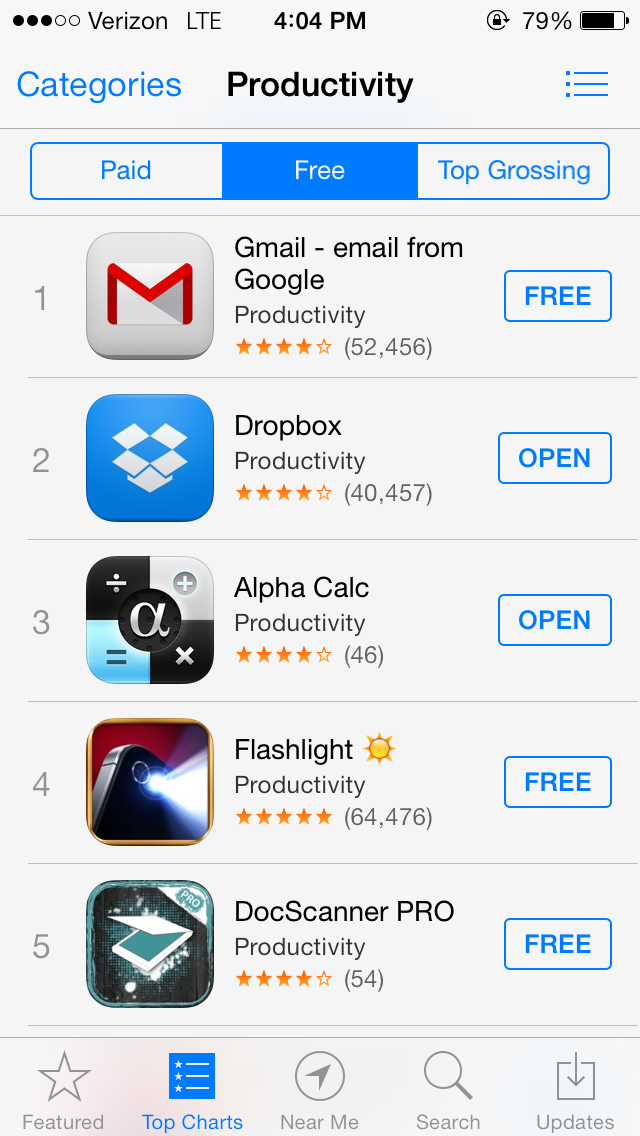 Verizon LTE 4:04 PM 79%
Categories Productivity
Paid Free Top Grossing
1
Gmail - email from
Google
Productivity
(52,456)
FREE
2
Dropbox
Productivity
(40,457)
OPEN
3
÷ + α = ×
Alpha Calc
Productivity
(46)
OPEN
4
Flashlight ☀️
Productivity
(64,476)
FREE
5
PRO
DocScanner PRO
Productivity
(54)
FREE
Featured Top Charts Near Me Search Updates